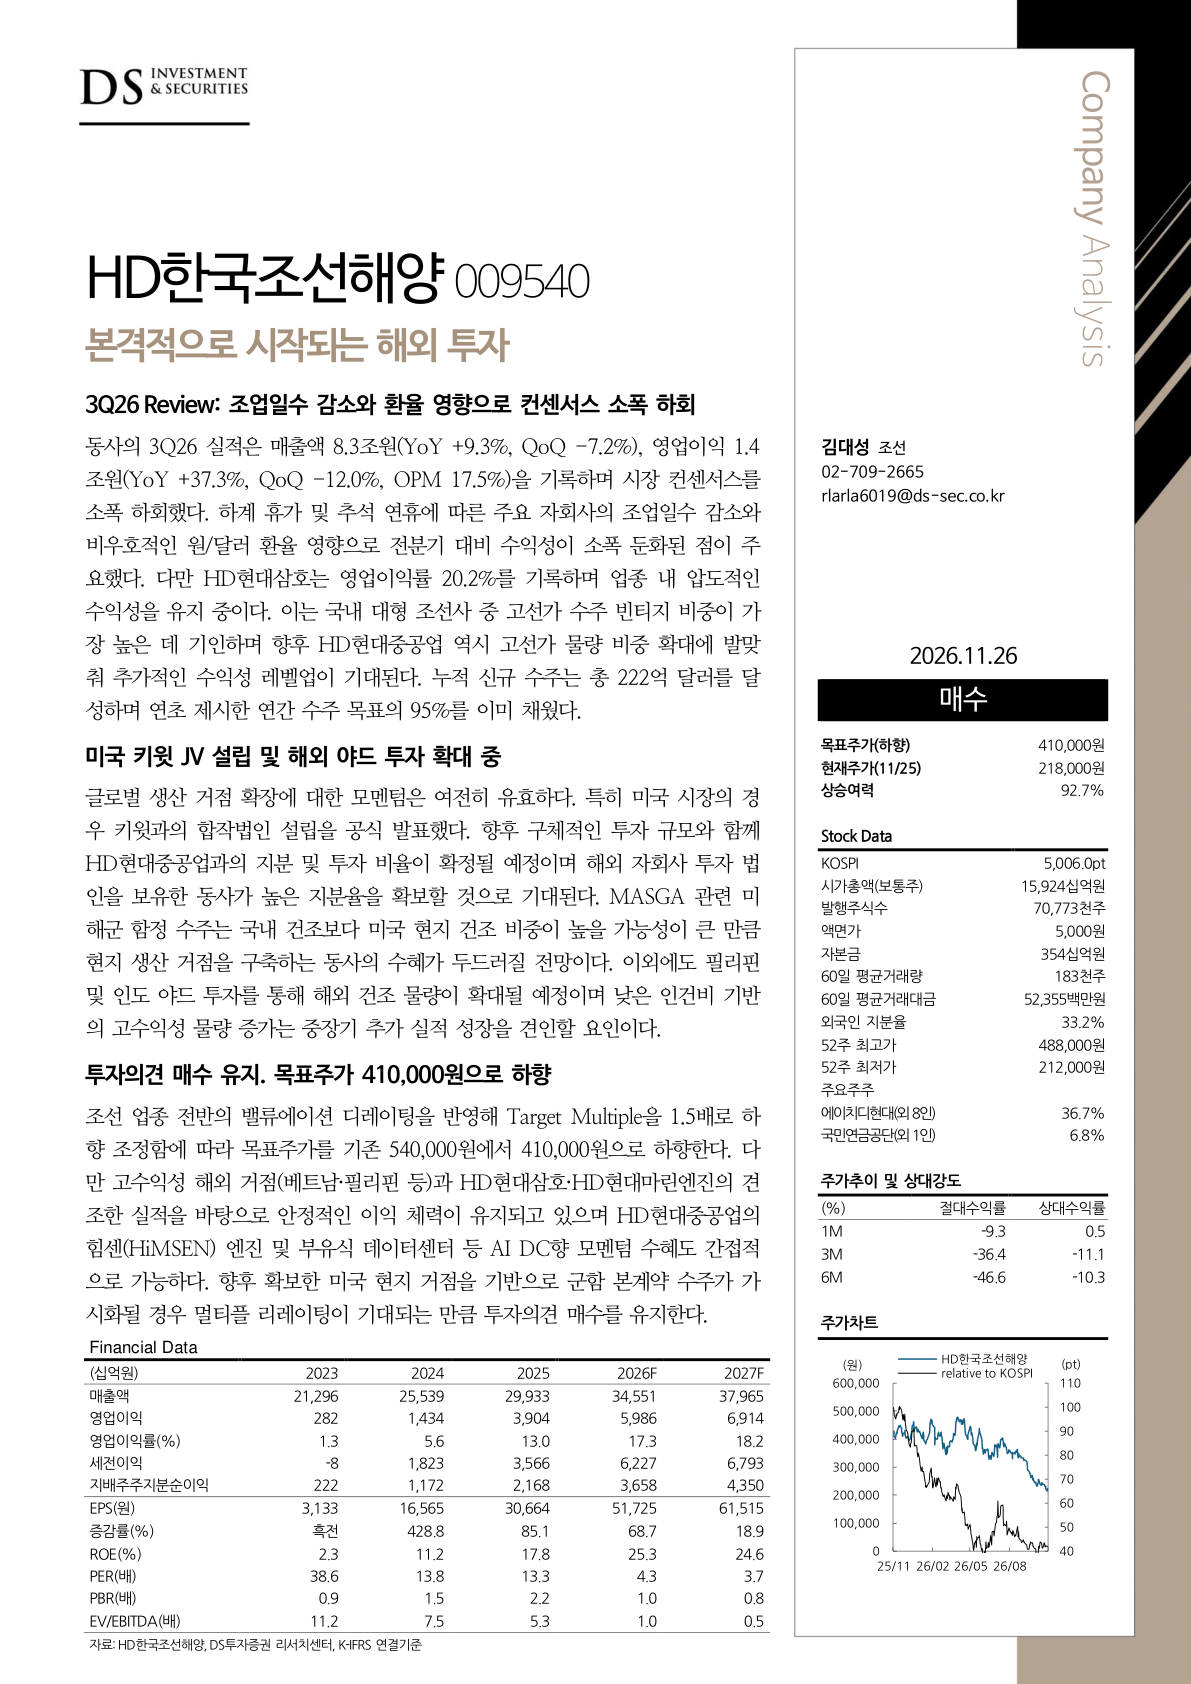 DS INVESTMENT
& SECURITIES
Company Analysis
HD한국조선해양 009540
본격적으로 시작되는 해외 투자
3Q26 Review: 조업일수 감소와 환율 영향으로 컨센서스 소폭 하회
동사의 3Q26 실적은 매출액 8.3조원(YoY +9.3%, QoQ -7.2%), 영업이익 1.4
조원(YoY +37.3%, QoQ -12.0%, OPM 17.5%)을 기록하며 시장 컨센서스를
소폭 하회했다. 하계 휴가 및 추석 연휴에 따른 주요 자회사의 조업일수 감소와
비우호적인 원/달러 환율 영향으로 전분기 대비 수익성이 소폭 둔화된 점이 주
요했다. 다만 HD현대삼호는 영업이익률 20.2%를 기록하며 업종 내 압도적인
수익성을 유지 중이다. 이는 국내 대형 조선사 중 고선가 수주 빈티지 비중이 가
장 높은 데 기인하며 향후 HD현대중공업 역시 고선가 물량 비중 확대에 발맞
춰 추가적인 수익성 레벨업이 기대된다. 누적 신규 수주는 총 222억 달러를 달
성하며 연초 제시한 연간 수주 목표의 95%를 이미 채웠다.
미국 키윗 JV 설립 및 해외 야드 투자 확대 중
글로벌 생산 거점 확장에 대한 모멘텀은 여전히 유효하다. 특히 미국 시장의 경
우 키윗과의 합작법인 설립을 공식 발표했다. 향후 구체적인 투자 규모와 함께
HD현대중공업과의 지분 및 투자 비율이 확정될 예정이며 해외 자회사 투자 법
인을 보유한 동사가 높은 지분율을 확보할 것으로 기대된다. MASGA 관련 미
해군 함정 수주는 국내 건조보다 미국 현지 건조 비중이 높을 가능성이 큰 만큼
현지 생산 거점을 구축하는 동사의 수혜가 두드러질 전망이다. 이외에도 필리핀
및 인도 야드 투자를 통해 해외 건조 물량이 확대될 예정이며 낮은 인건비 기반
의 고수익성 물량 증가는 중장기 추가 실적 성장을 견인할 요인이다.
투자의견 매수 유지. 목표주가 410,000원으로 하향
조선 업종 전반의 밸류에이션 디레이팅을 반영해 Target Multiple을 1.5배로 하
향 조정함에 따라 목표주가를 기존 540,000원에서 410,000원으로 하향한다. 다
만 고수익성 해외 거점(베트남·필리핀 등)과 HD현대삼호·HD현대마린엔진의 견
조한 실적을 바탕으로 안정적인 이익 체력이 유지되고 있으며 HD현대중공업의
힘센(HiMSEN) 엔진 및 부유식 데이터센터 등 AI DC향 모멘텀 수혜도 간접적
으로 가능하다. 향후 확보한 미국 현지 거점을 기반으로 군함 본계약 수주가 가
시화될 경우 멀티플 리레이팅이 기대되는 만큼 투자의견 매수를 유지한다.
Financial Data
(십억원) 2023 2024 2025 2026F 2027F
매출액 21,296 25,539 29,933 34,551 37,965
영업이익 282 1,434 3,904 5,986 6,914
영업이익률(%) 1.3 5.6 13.0 17.3 18.2
세전이익 -8 1,823 3,566 6,227 6,793
지배주주지분순이익 222 1,172 2,168 3,658 4,350
EPS(원) 3,133 16,565 30,664 51,725 61,515
증감률(%) 흑전 428.8 85.1 68.7 18.9
ROE(%) 2.3 11.2 17.8 25.3 24.6
PER(배) 38.6 13.8 13.3 4.3 3.7
PBR(배) 0.9 1.5 2.2 1.0 0.8
EV/EBITDA(배) 11.2 7.5 5.3 1.0 0.5
자료: HD한국조선해양, DS투자증권 리서치센터, K-IFRS 연결기준
김대성 조선
02-709-2665
rlarla6019@ds-sec.co.kr
2026.11.26
매수
목표주가(하향) 410,000원
현재주가(11/25) 218,000원
상승여력 92.7%
Stock Data
KOSPI 5,006.0pt
시가총액(보통주) 15,924십억원
발행주식수 70,773천주
액면가 5,000원
자본금 354십억원
60일 평균거래량 183천주
60일 평균거래대금 52,355백만원
외국인 지분율 33.2%
52주 최고가 488,000원
52주 최저가 212,000원
주요주주
에이치디현대(외 8인) 36.7%
국민연금공단(외 1인) 6.8%
주가추이 및 상대강도
(%) 절대수익률 상대수익률
1M -9.3 0.5
3M -36.4 -11.1
6M -46.6 -10.3
주가차트
(원) HD한국조선해양 (pt)
relative to KOSPI
600,000 110
500,000 100
400,000 90
80
300,000 70
200,000 60
100,000 50
0 40
25/11 26/02 26/05 26/08